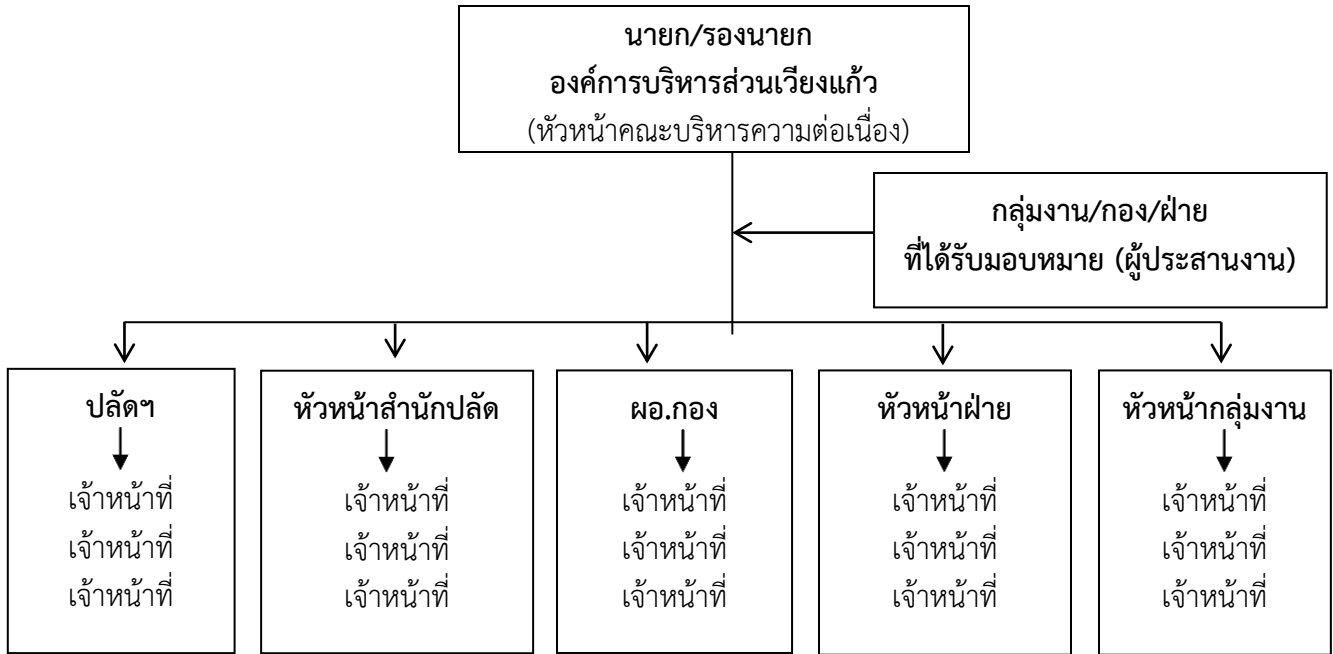 นายก/รองนายก
องค์การบริหารส่วนเวียงแก้ว
(หัวหน้าคณะบริหารความต่อเนื่อง)
กลุ่มงาน/กอง/ฝ่าย
ที่ได้รับมอบหมาย (ผู้ประสานงาน)
ปลัดฯ
เจ้าหน้าที่
เจ้าหน้าที่
เจ้าหน้าที่
หัวหน้าสำนักปลัด
เจ้าหน้าที่
เจ้าหน้าที่
เจ้าหน้าที่
ผอ.กอง
เจ้าหน้าที่
เจ้าหน้าที่
เจ้าหน้าที่
หัวหน้าฝ่าย
เจ้าหน้าที่
เจ้าหน้าที่
เจ้าหน้าที่
หัวหน้ากลุ่มงาน
เจ้าหน้าที่
เจ้าหน้าที่
เจ้าหน้าที่